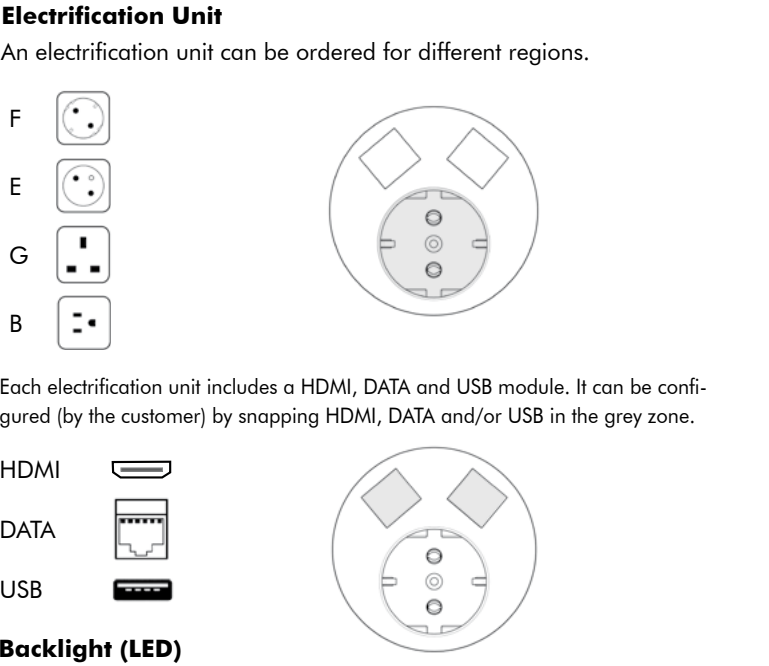 Electrification Unit
An electrification unit can be ordered for different regions.
F
E
G
B
Each electrification unit includes a HDMI, DATA and USB module. It can be confi-
gured (by the customer) by snapping HDMI, DATA and/or USB in the grey zone.
HDMI
DATA
USB
Backlight (LED)